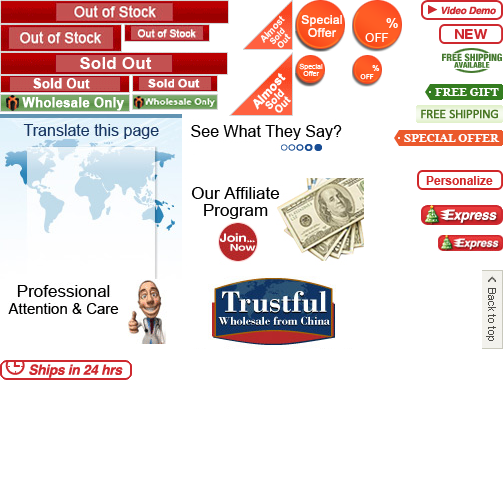 Out of Stock
Out of Stock
Out of Stock
Sold Out
Sold Out
Sold Out
Wholesale Only
Wholesale Only
Almost
Sold
Out
Almost
Sold
Out
Special
Offer
%
OFF
Special
Offer
%
OFF
Video Demo
NEW
FREE SHIPPING
AVAILABLE
FREE GIFT
FREE SHIPPING
SPECIAL OFFER
Translate this page
See What They Say?
Our Affiliate
Program
Join...
Now
Personalize
Express
Express
Professional
Attention & Care
Trustful
Wholesale from China
Back to top
Ships in 24 hrs